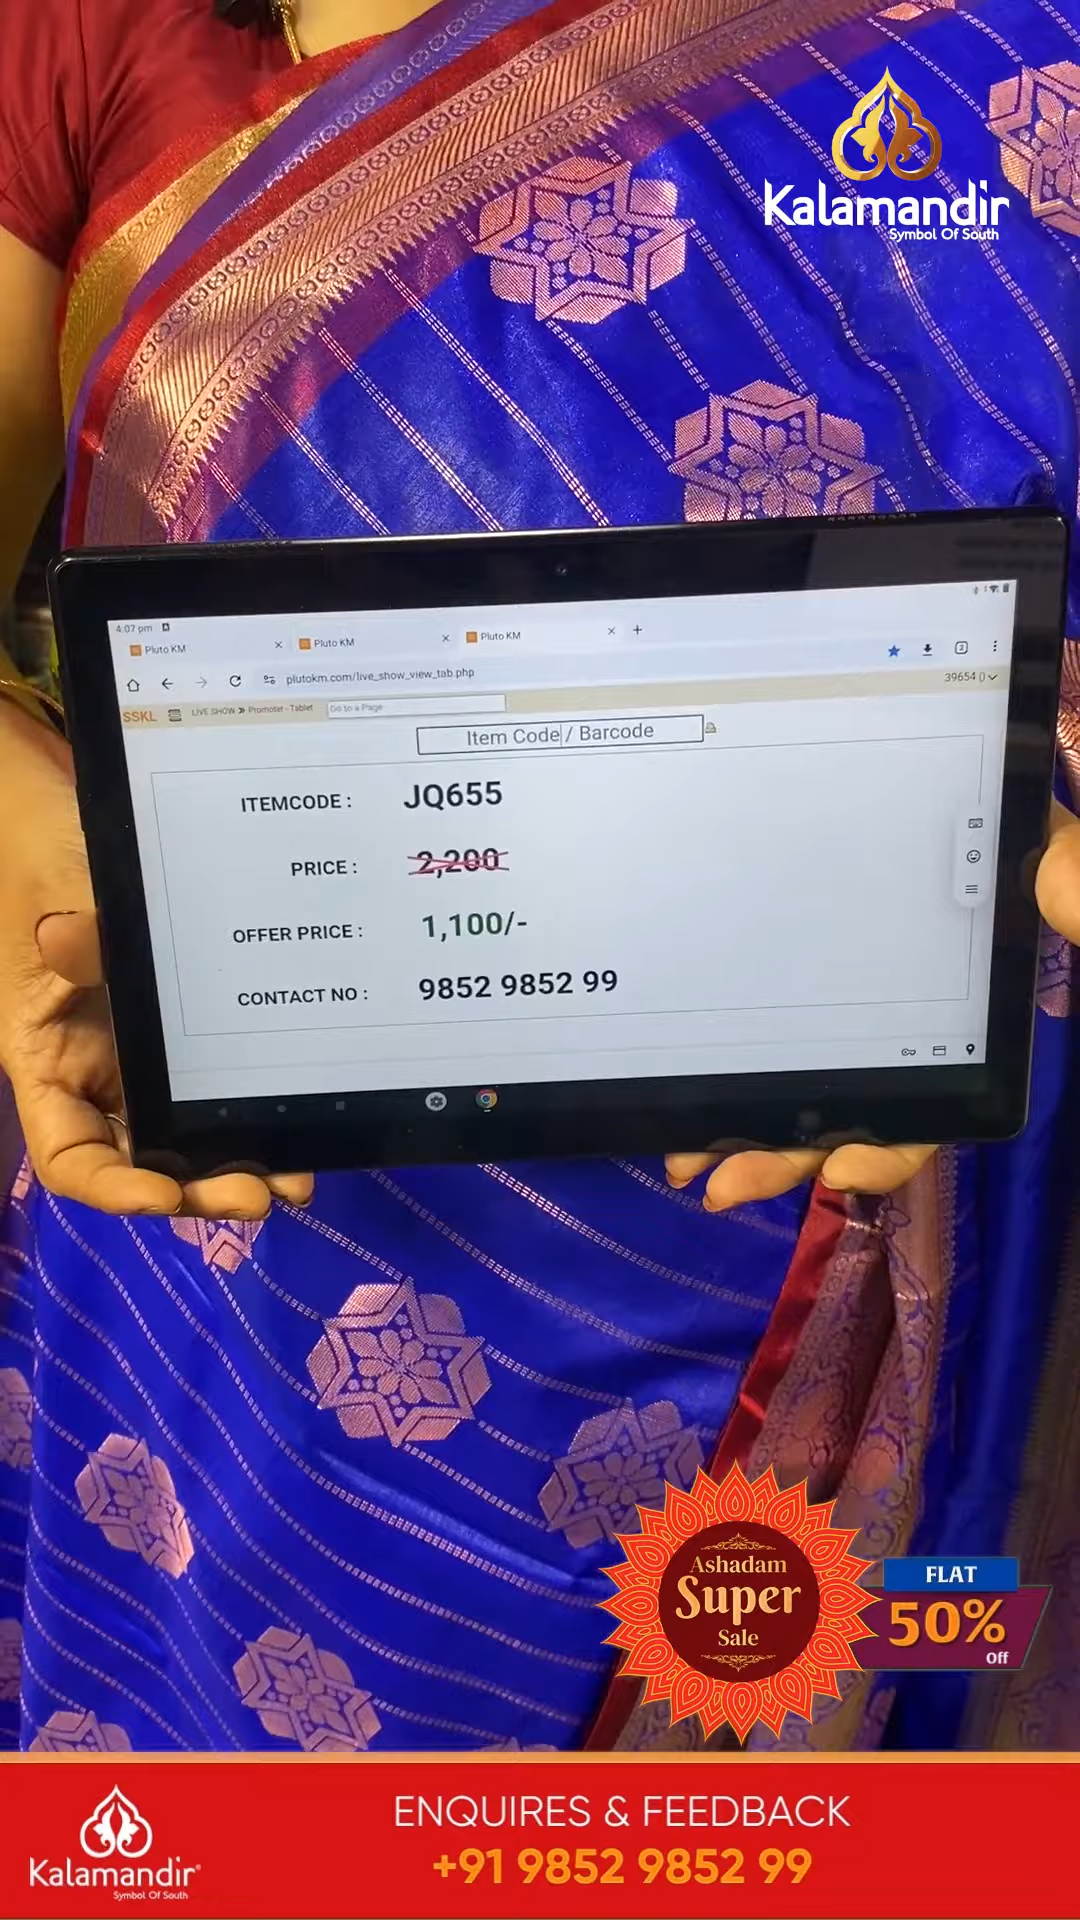 Kalamandir
Symbol Of South
4:07 pm
Pluto KM
Pluto KM
Pluto KM
plutokm.com/live_show_view_tab.php
39654 ()
SSKL
LIVE SHOW >> Promoter - Tablet
Go to a Page
Item Code / Barcode
ITEMCODE : JQ655
PRICE : 2,200
OFFER PRICE : 1,100/-
CONTACT NO : 9852 9852 99
Ashadam
Super
Sale
FLAT
50%
Off
Kalamandir
Symbol Of South
ENQUIRES & FEEDBACK
+91 9852 9852 99